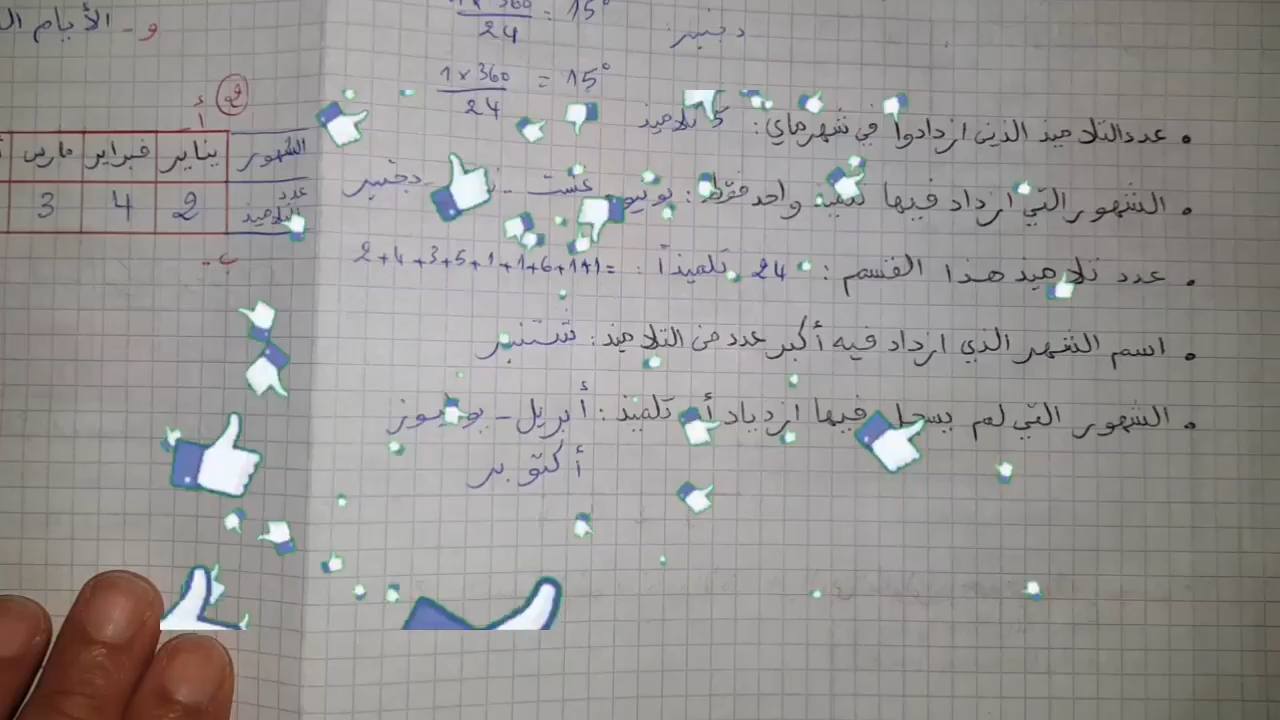 و - الأيام
1 × 360 / 24 = 15°
دجنبر
1 × 360 / 24 = 15°
2
أ -
الشهور يناير فبراير مارس
عدد التلاميذ 2 4 3
ب -
• عدد التلاميذ الذين ازدادوا في شهر ماي: 5 تلاميذ
• الشهور التي ازداد فيها تلميذ واحد فقط: يونيو - غشت - دجنبر
• عدد تلاميذ هذا القسم: 24 تلميذاً: 2+4+3+5+1+1+6+1+1=
• اسم الشهر الذي ازداد فيه أكبر عدد من التلاميذ: شتنبر
• الشهور التي لم يسجل فيها ازدياد أي تلميذ: أبريل - يوليوز
أكتوبر